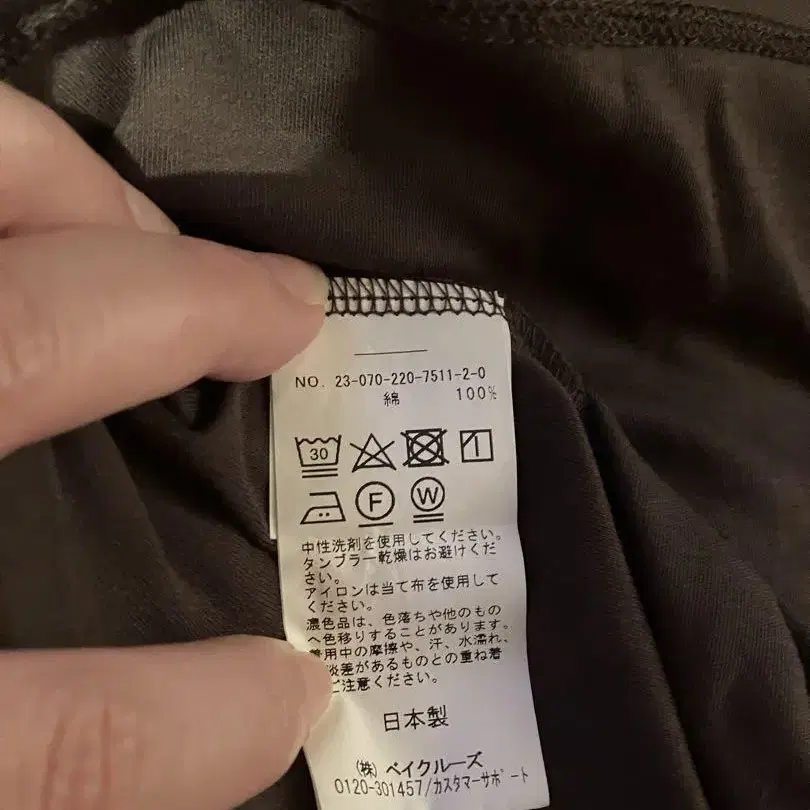 NO. 23-070-220-7511-2-0
綿 100%
30
F
W
中性洗剤を使用してください。
タンブラー乾燥はお避けくだ
さい。
アイロンは当て布を使用して
ください。
濃色品は、色落ちや他のもの
へ色移りすることがあります。
着用中の摩擦や、汗、水濡れ、
淡差があるものとの重ね着
ご注意ください。
日本製
(株) ベイクルーズ
0120-301457/カスタマーサポート